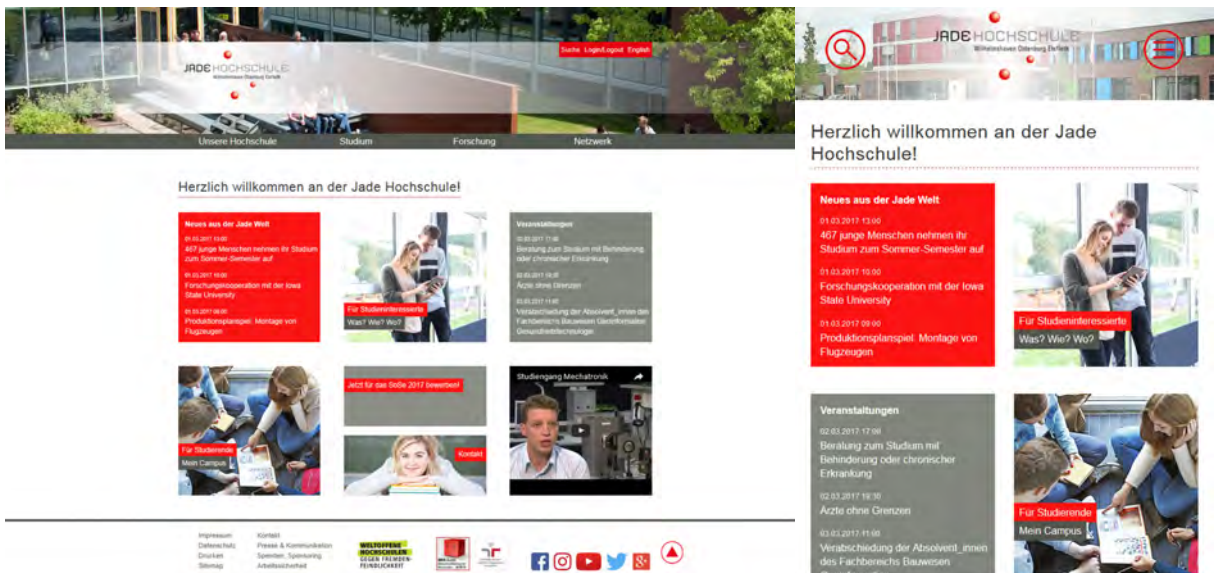 Suche Login/Logout English
JADE HOCHSCHULE
Wilhelmshaven Oldenburg Elsfleth
Unsere Hochschule Studium Forschung Netzwerk
Herzlich willkommen an der Jade Hochschule!
Neues aus der Jade Welt
01.03.2017 13:00
467 junge Menschen nehmen ihr Studium
zum Sommer-Semester auf
01.03.2017 10:00
Forschungskooperation mit der Iowa
State University
01.03.2017 09:00
Produktionsplanspiel: Montage von
Flugzeugen
Für Studieninteressierte
Was? Wie? Wo?
Veranstaltungen
02.03.2017 17:00
Beratung zum Studium mit Behinderung
oder chronischer Erkrankung
02.03.2017 19:30
Ärzte ohne Grenzen
03.03.2017 11:00
Verabschiedung der Absolvent_innen des
Fachbereichs Bauwesen Geoinformation
Gesundheitstechnologie
Für Studierende
Mein Campus
Jetzt für das SoSe 2017 bewerben!
Kontakt
Studiengang Mechatronik
Impressum Kontakt
Datenschutz Presse & Kommunikation
Drucken Spenden, Sponsoring
Sitemap Arbeitssicherheit
WELTOFFENE
HOCHSCHULEN
GEGEN FREMDEN-
FEINDLICHKEIT
JADE HOCHSCHULE
Wilhelmshaven Oldenburg Elsfleth
Herzlich willkommen an der Jade
Hochschule!
Neues aus der Jade Welt
01.03.2017 13:00
467 junge Menschen nehmen ihr
Studium zum Sommer-Semester auf
01.03.2017 10:00
Forschungskooperation mit der Iowa
State University
01.03.2017 09:00
Produktionsplanspiel: Montage von
Flugzeugen
Für Studieninteressierte
Was? Wie? Wo?
Veranstaltungen
02.03.2017 17:00
Beratung zum Studium mit
Behinderung oder chronischer
Erkrankung
02.03.2017 19:30
Ärzte ohne Grenzen
03.03.2017 11:00
Verabschiedung der Absolvent_innen
des Fachbereichs Bauwesen
Für Studierende
Mein Campus